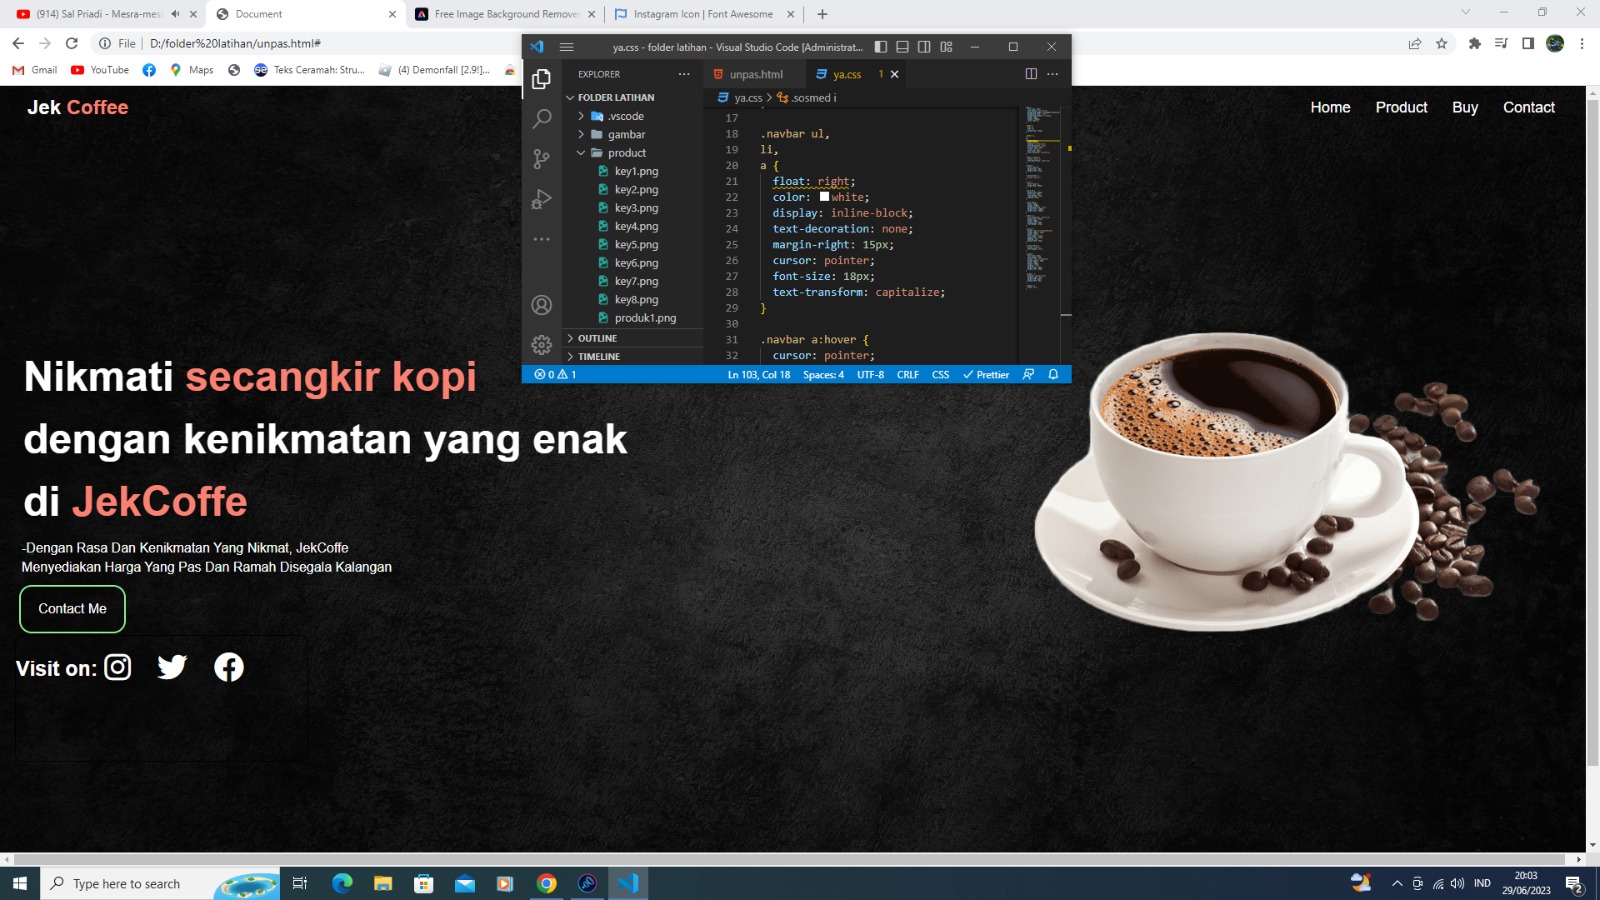 (914) Sal Priadi - Mesra-mes
Document
Free Image Background Remove
Instagram Icon | Font Awesome
File
D:/folder%20latihan/unpas.html#
Gmail
YouTube
Maps
Teks Ceramah: Stru...
(4) Demonfall [2.9!]...
ya.css - folder latihan - Visual Studio Code [Administrat...
EXPLORER
unpas.html
ya.css
1
FOLDER LATIHAN
.vscode
gambar
product
key1.png
key2.png
key3.png
key4.png
key5.png
key6.png
key7.png
key8.png
produk1.png
OUTLINE
TIMELINE
ya.css > .sosmed i
17
18 .navbar ul,
19 li,
20 a {
21 float: right;
22 color: white;
23 display: inline-block;
24 text-decoration: none;
25 margin-right: 15px;
26 cursor: pointer;
27 font-size: 18px;
28 text-transform: capitalize;
29 }
30
31 .navbar a:hover {
32 cursor: pointer;
0 1
Ln 103, Col 18
Spaces: 4
UTF-8
CRLF
CSS
Prettier
Jek Coffee
Home
Product
Buy
Contact
Nikmati secangkir kopi
dengan kenikmatan yang enak
di JekCoffe
-Dengan Rasa Dan Kenikmatan Yang Nikmat, JekCoffe
Menyediakan Harga Yang Pas Dan Ramah Disegala Kalangan
Contact Me
Visit on:
Type here to search
IND
20:03
29/06/2023
2